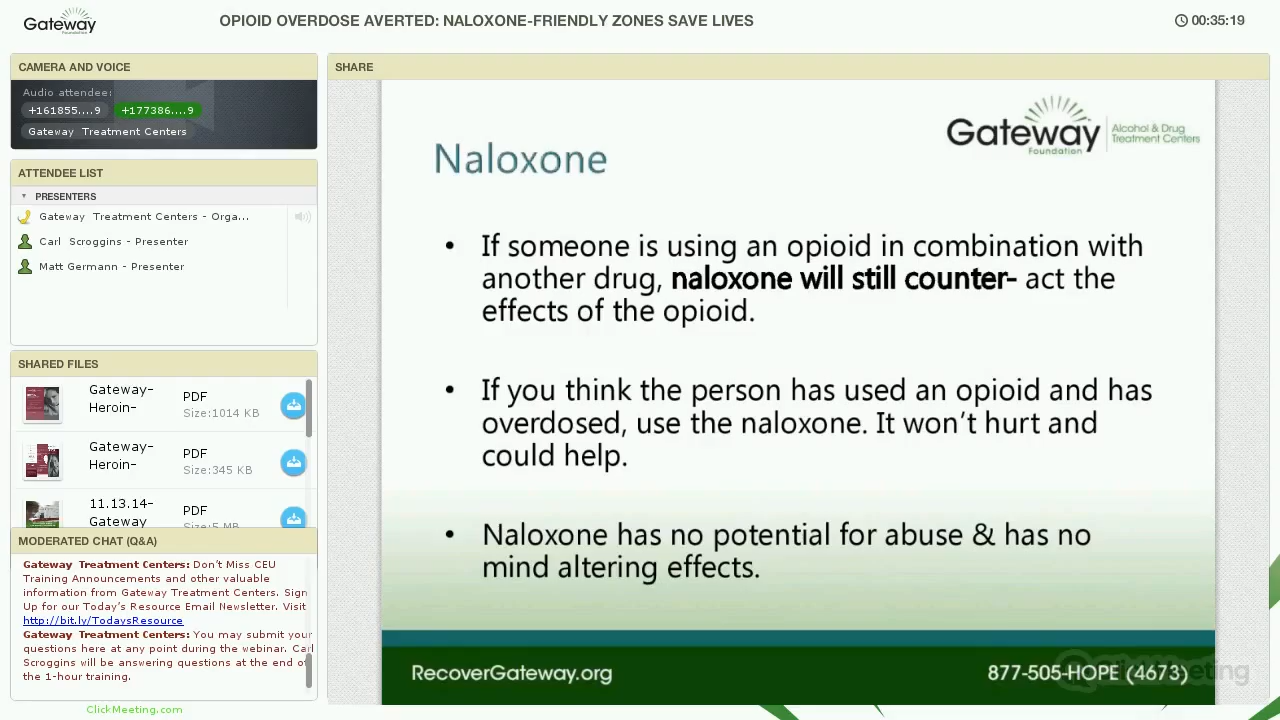 Gateway
Foundation
OPIOID OVERDOSE AVERTED: NALOXONE-FRIENDLY ZONES SAVE LIVES
00:35:19
CAMERA AND VOICE
Audio attendee:
+161855....9
+177386....9
Gateway Treatment Centers
ATTENDEE LIST
PRESENTERS
Gateway Treatment Centers - Orga...
Carl Scroggins - Presenter
Matt Germann - Presenter
SHARED FILES
Gateway-
Heroin-
PDF
Size:1014 KB
Gateway-
Heroin-
PDF
Size:345 KB
11.13.14-
Gateway
PDF
Size:5 MB
MODERATED CHAT (Q&A)
Gateway Treatment Centers: Don't Miss CEU
Training Announcements and other valuable
information from Gateway Treatment Centers. Sign
Up for our Today's Resource Email Newsletter. Visit
http://bit.ly/TodaysResource
Gateway Treatment Centers: You may submit your
questions at any point during the webinar. Carl
Scroggins will be answering questions at the end of
the 1-hour training.
ClickMeeting.com
SHARE
Gateway
Foundation
Alcohol & Drug
Treatment Centers
Naloxone
• If someone is using an opioid in combination with
another drug, naloxone will still counter- act the
effects of the opioid.
• If you think the person has used an opioid and has
overdosed, use the naloxone. It won't hurt and
could help.
• Naloxone has no potential for abuse & has no
mind altering effects.
RecoverGateway.org
877-505-HOPE (4673)